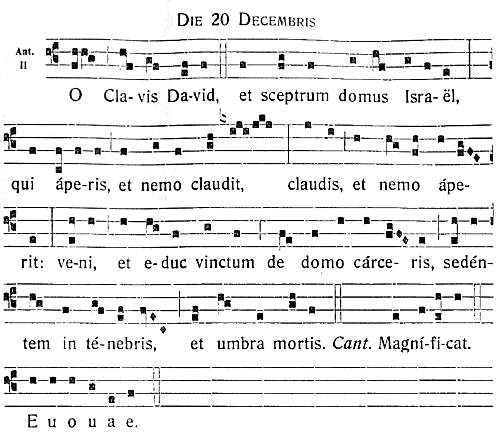 DIE 20 DECEMBRIS
Ant.
II
O Cla-vis Da-vid, et sceptrum domus Isra-ël,
qui ápe-ris, et nemo claudit, claudis, et nemo ápe-
rit: ve-ni, et e-duc vinctum de domo cárce-ris, sedén-
tem in té-nebris, et umbra mortis. Cant. Magní-fi-cat.
E u o u a e.